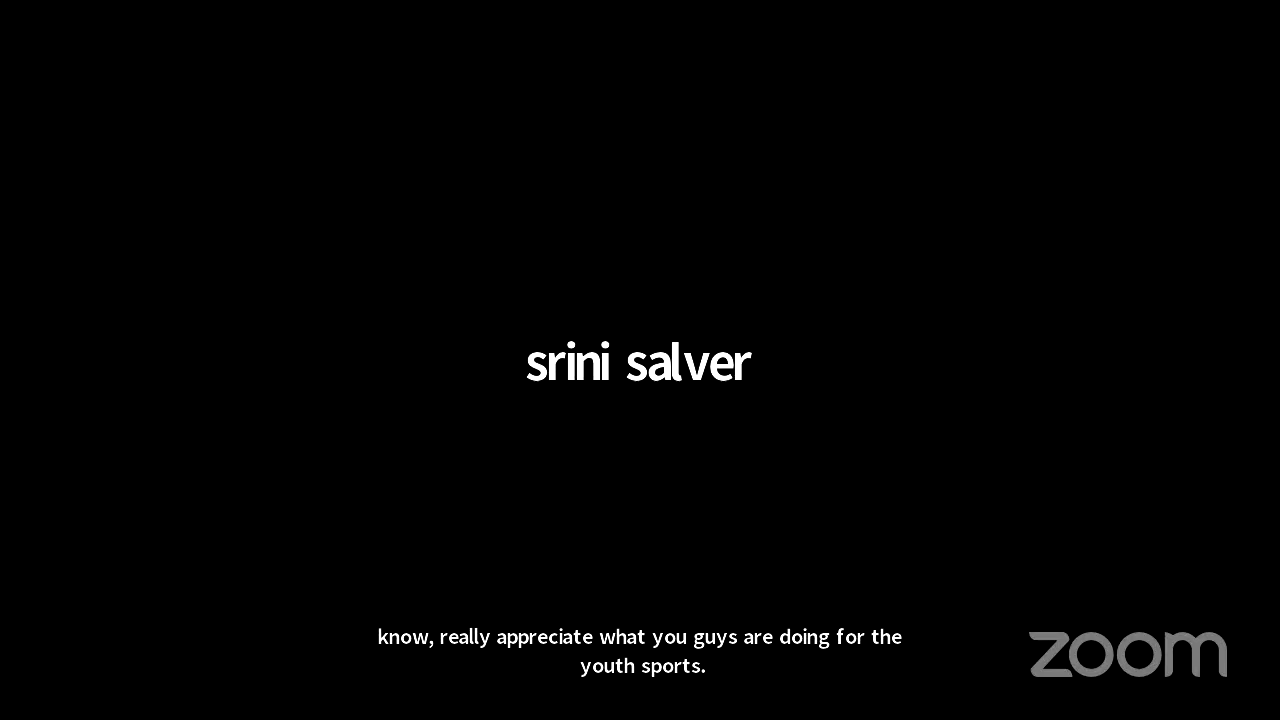 srini salver
know, really appreciate what you guys are doing for the
youth sports.
zoom